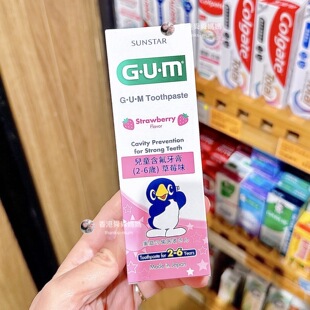 SUNSTAR
G·U·M
G·U·M Toothpaste
Strawberry
Flavor
Cavity Prevention
for Strong Teeth
兒童含氟牙膏
(2-6歲) 草莓味
Toothpaste for 2-6 Years
Colgate
Colgate
Colgate